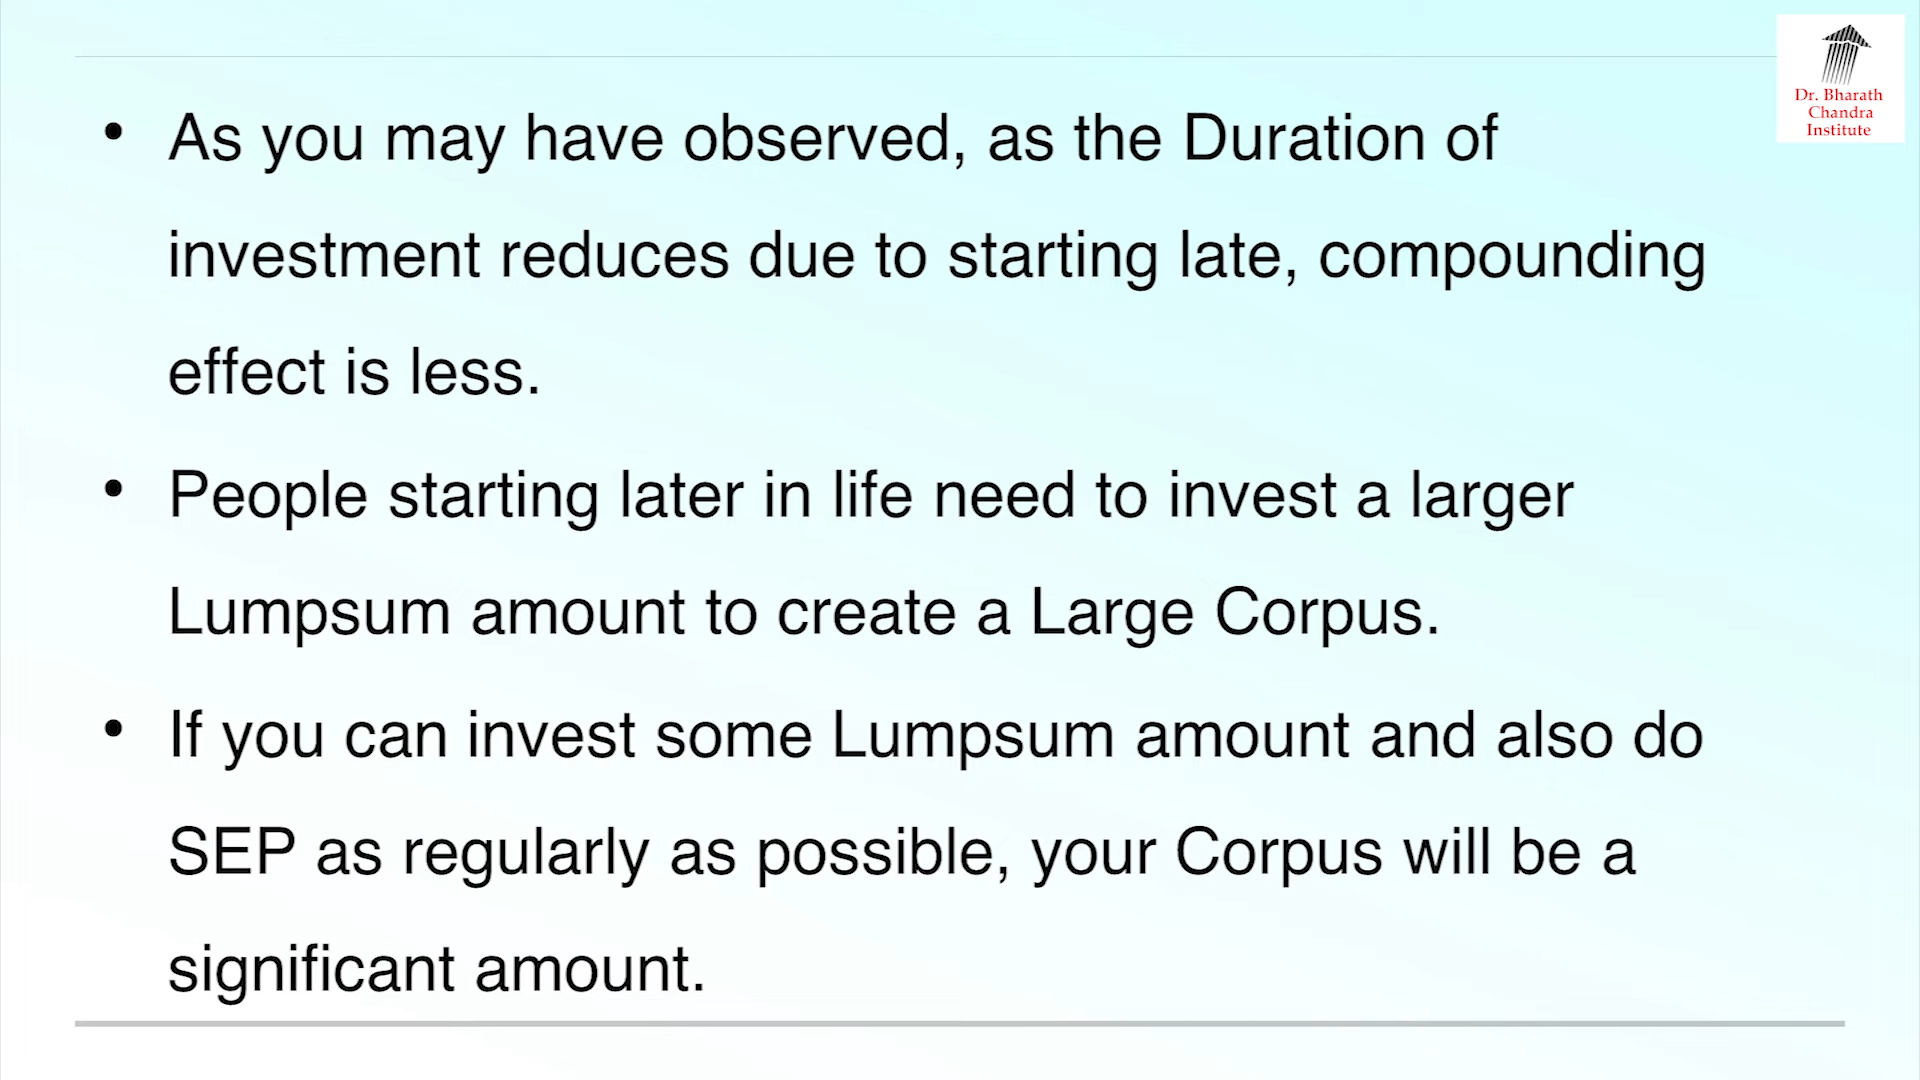 Dr. Bharath
Chandra
Institute
• As you may have observed, as the Duration of
investment reduces due to starting late, compounding
effect is less.
• People starting later in life need to invest a larger
Lumpsum amount to create a Large Corpus.
• If you can invest some Lumpsum amount and also do
SEP as regularly as possible, your Corpus will be a
significant amount.